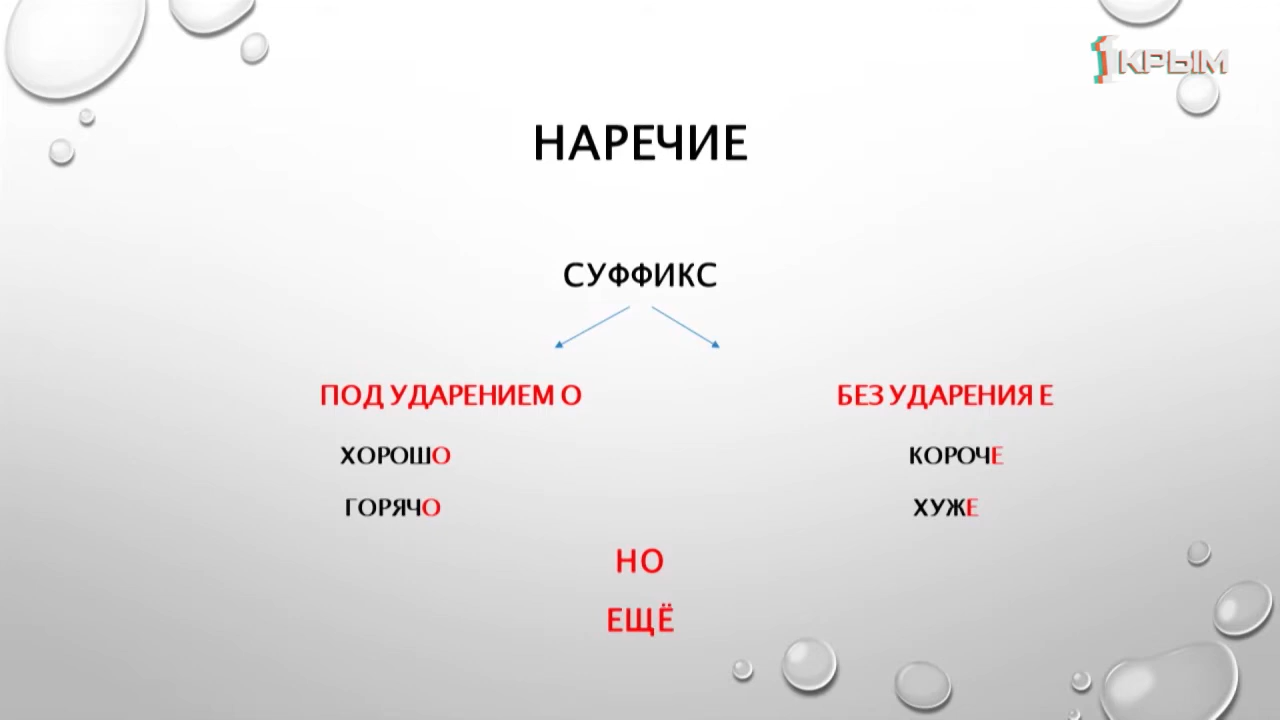 1КРЫМ
НАРЕЧИЕ
СУФФИКС
ПОД УДАРЕНИЕМ О
БЕЗ УДАРЕНИЯ Е
ХОРОШО
КОРОЧЕ
ГОРЯЧО
ХУЖЕ
НО
ЕЩЁ